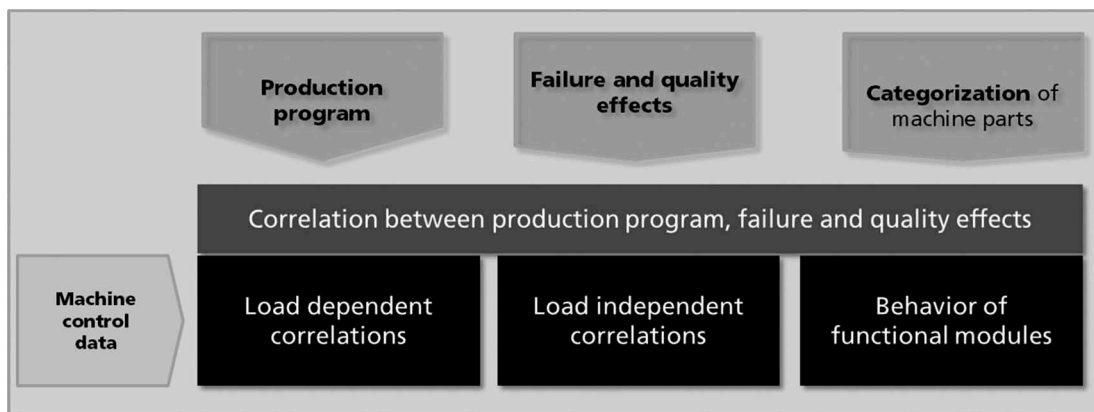 Production
program
Failure and quality
effects
Categorization of
machine parts
Correlation between production program, failure and quality effects
Machine
control
data
Load dependent
correlations
Load independent
correlations
Behavior of
functional modules